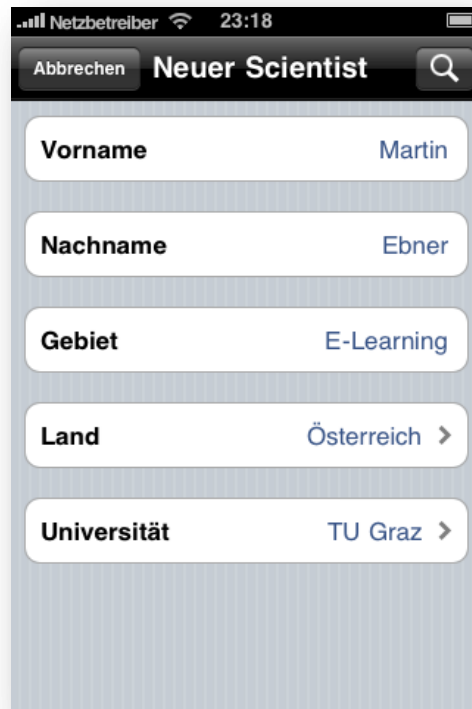 Netzbetreiber 23:18
Abbrechen Neuer Scientist
Vorname Martin
Nachname Ebner
Gebiet E-Learning
Land Österreich
Universität TU Graz